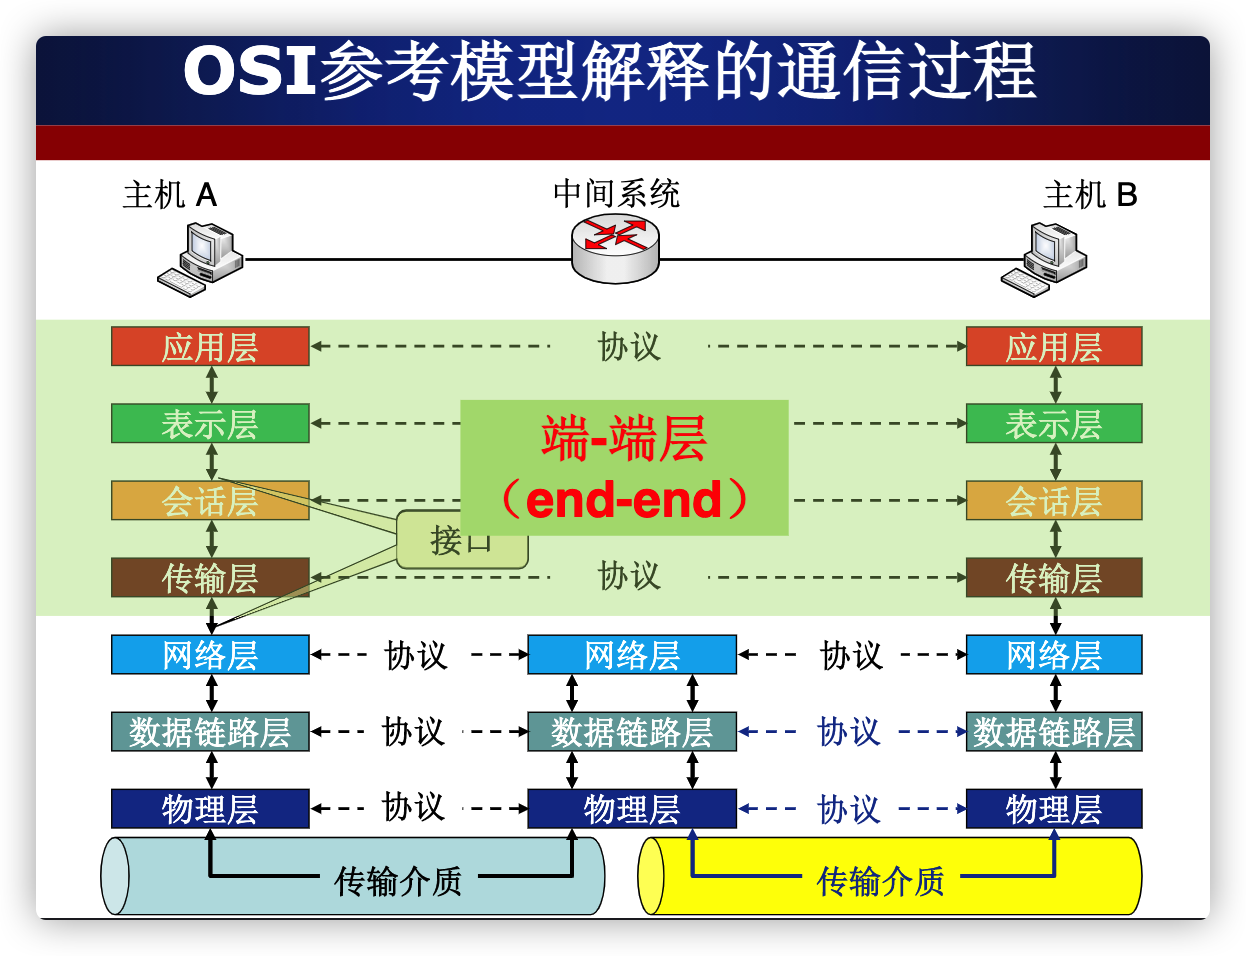 OSI参考模型解释的通信过程
主机 A
中间系统
主机 B
应用层
协议
应用层
表示层
端-端层
表示层
会话层
（end-end）
会话层
接口
传输层
协议
传输层
网络层
协议
网络层
协议
网络层
数据链路层
协议
数据链路层
协议
数据链路层
物理层
协议
物理层
协议
物理层
传输介质
传输介质